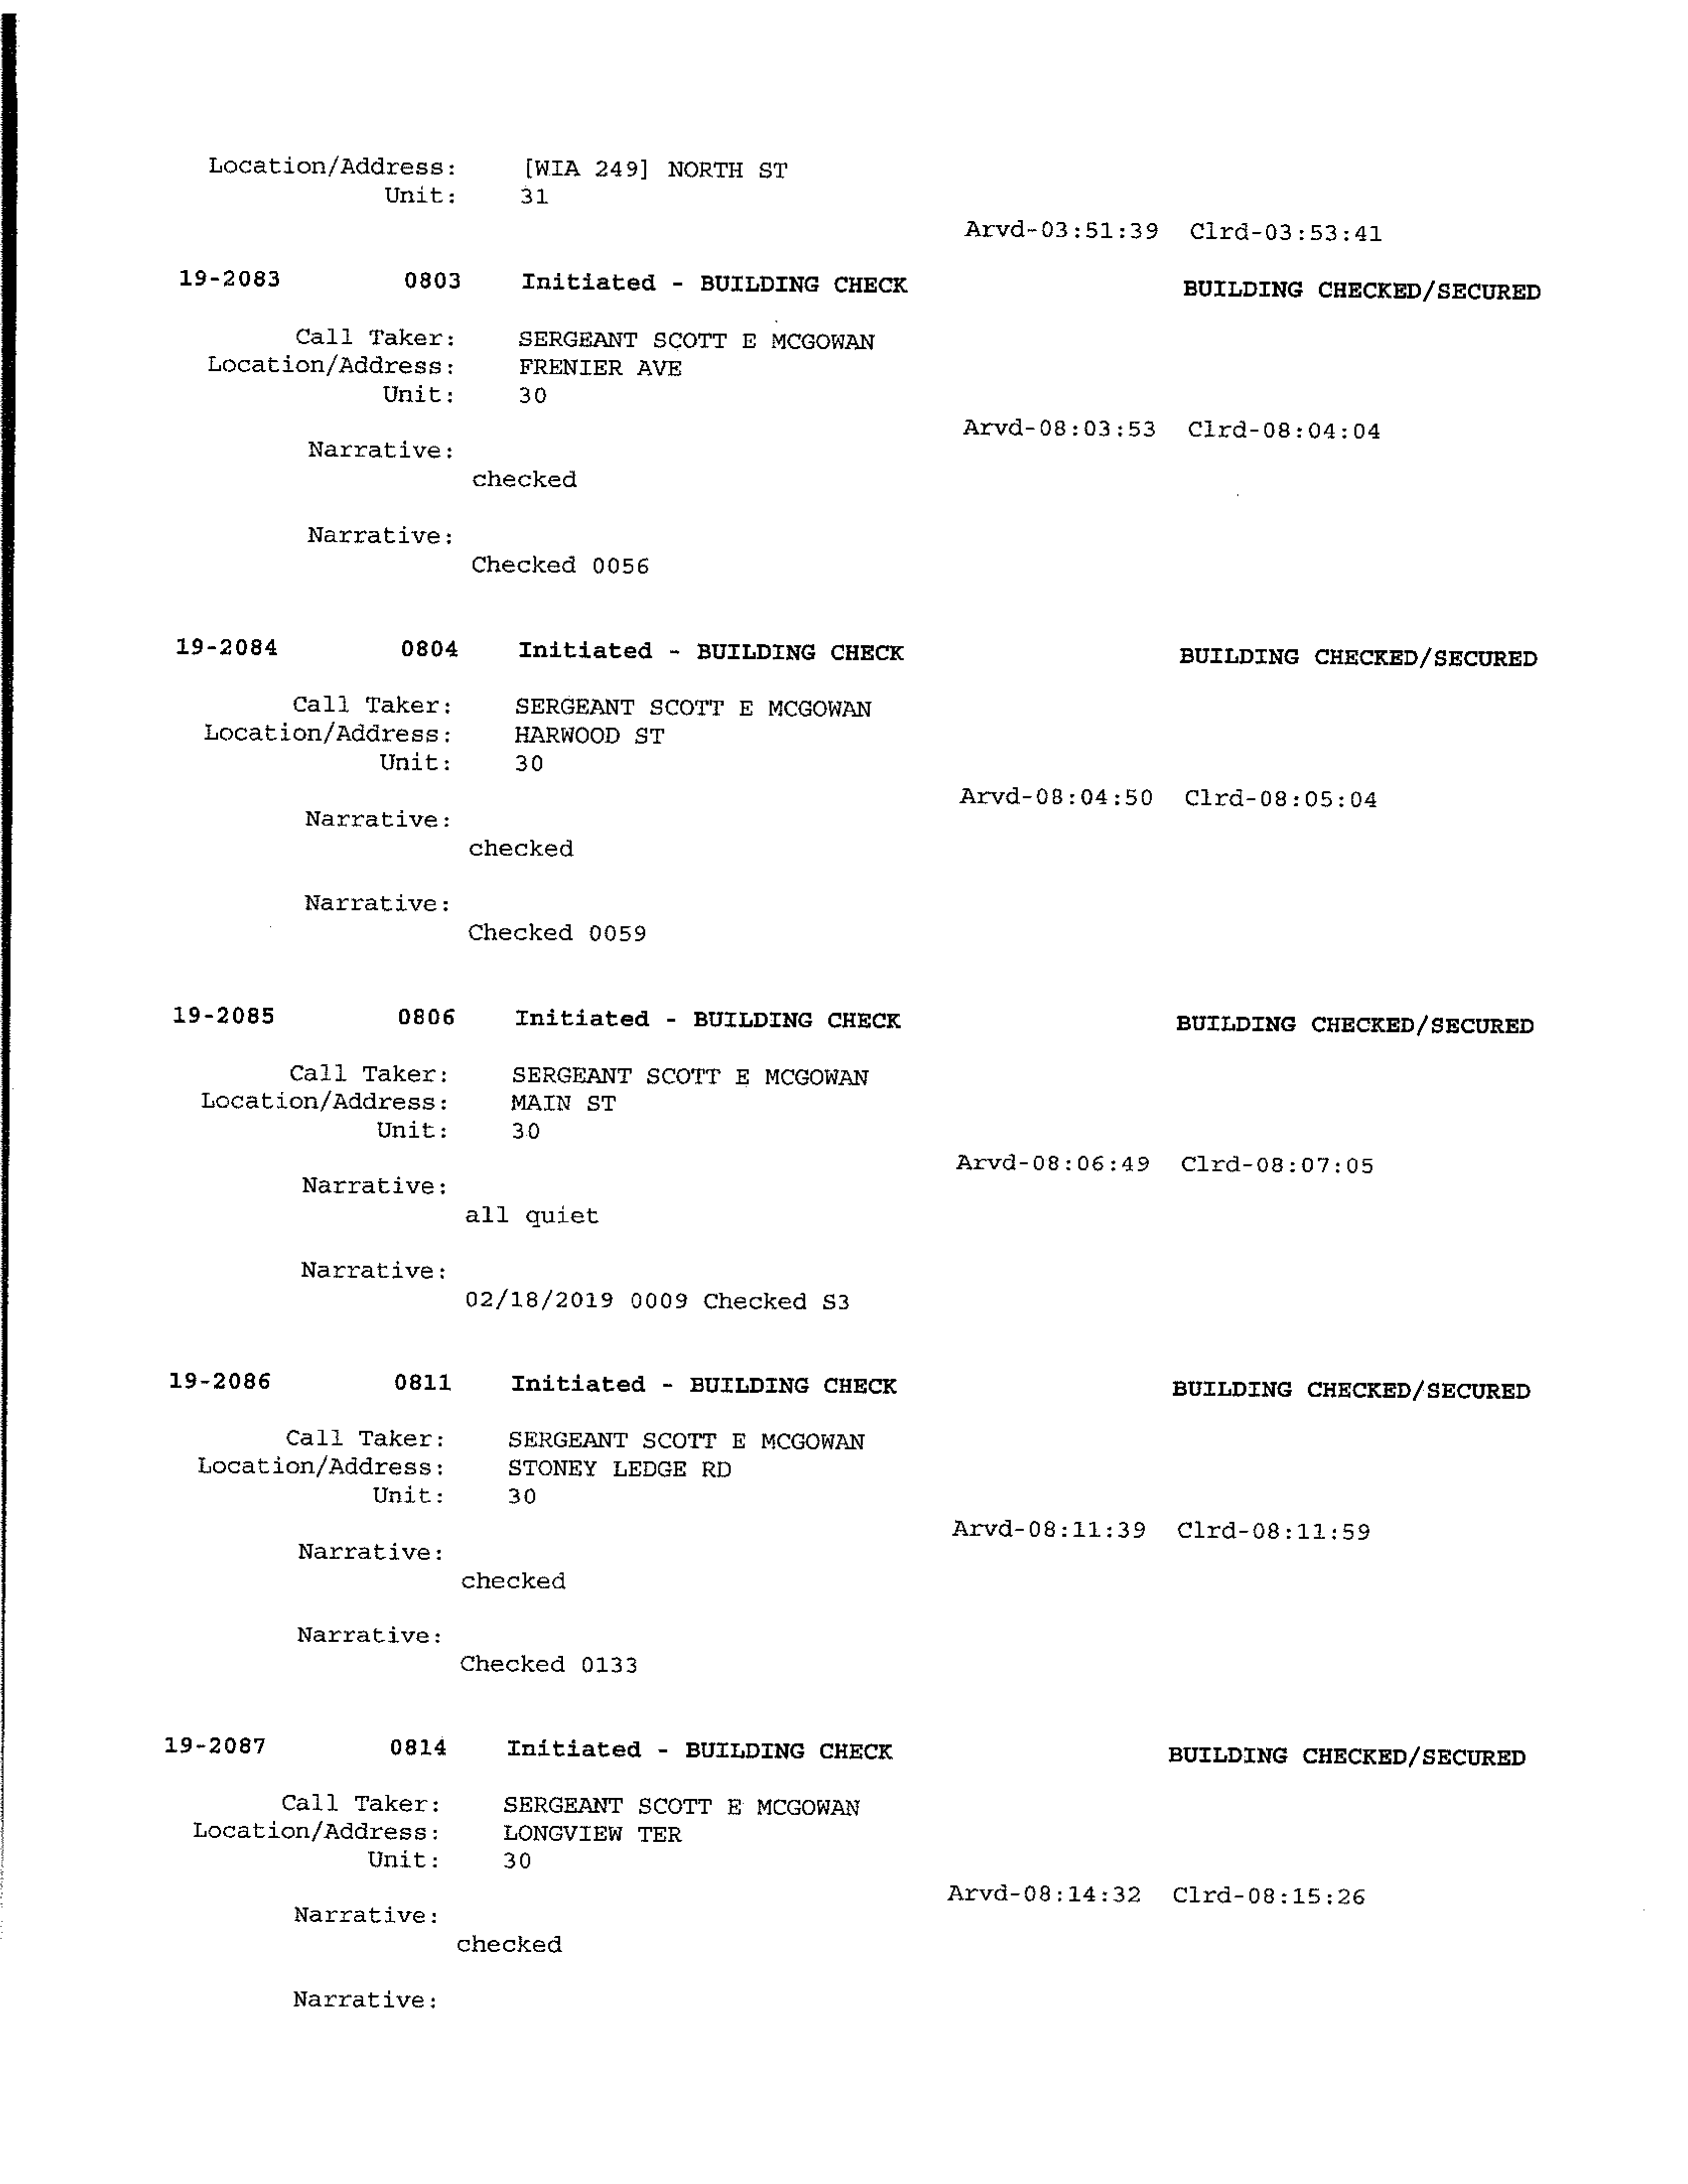 Location/Address: [WIA 249] NORTH ST
Unit: 31
Arvd-03:51:39 Clrd-03:53:41
19-2083 0803 Initiated - BUILDING CHECK BUILDING CHECKED/SECURED
Call Taker: SERGEANT SCOTT E MCGOWAN
Location/Address: FRENIER AVE
Unit: 30
Arvd-08:03:53 Clrd-08:04:04
Narrative:
checked
Narrative:
Checked 0056
19-2084 0804 Initiated - BUILDING CHECK BUILDING CHECKED/SECURED
Call Taker: SERGEANT SCOTT E MCGOWAN
Location/Address: HARWOOD ST
Unit: 30
Arvd-08:04:50 Clrd-08:05:04
Narrative:
checked
Narrative:
Checked 0059
19-2085 0806 Initiated - BUILDING CHECK BUILDING CHECKED/SECURED
Call Taker: SERGEANT SCOTT E MCGOWAN
Location/Address: MAIN ST
Unit: 30
Arvd-08:06:49 Clrd-08:07:05
Narrative:
all quiet
Narrative:
02/18/2019 0009 Checked S3
19-2086 0811 Initiated - BUILDING CHECK BUILDING CHECKED/SECURED
Call Taker: SERGEANT SCOTT E MCGOWAN
Location/Address: STONEY LEDGE RD
Unit: 30
Arvd-08:11:39 Clrd-08:11:59
Narrative:
checked
Narrative:
Checked 0133
19-2087 0814 Initiated - BUILDING CHECK BUILDING CHECKED/SECURED
Call Taker: SERGEANT SCOTT E MCGOWAN
Location/Address: LONGVIEW TER
Unit: 30
Arvd-08:14:32 Clrd-08:15:26
Narrative:
checked
Narrative: